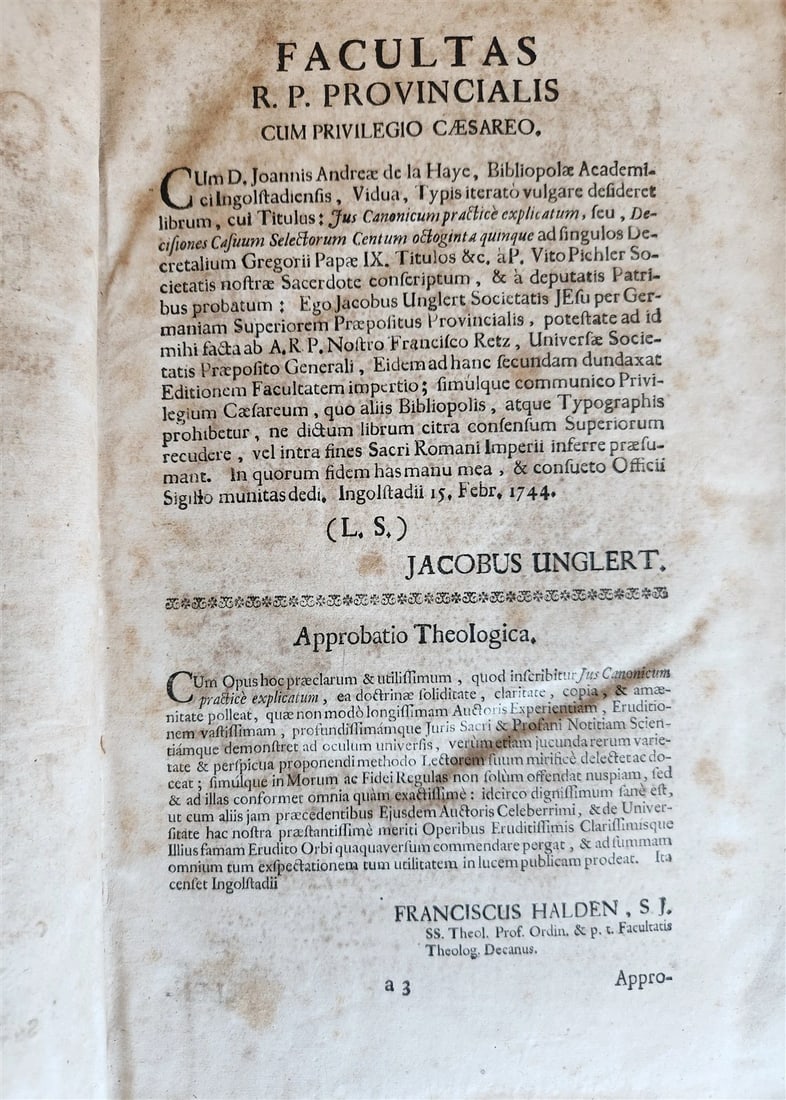 FACULTAS
R. P. PROVINCIALIS
CUM PRIVILEGIO CÆSAREO.
CUm D. Joannis Andreæ de la Haye, Bibliopolæ Academi-
ci Ingolſtadienſis, Vidua, Typis iteratò vulgare deſideret
librum, cui Titulus: Jus Canonicum practicè explicatum, ſeu, De-
ciſiones Caſuum Selectorum Centum octoginta quinque ad ſingulos De-
cretalium Gregorii Papæ IX. Titulos &c. à P. Vito Pichler So-
cietatis noſtræ Sacerdote conſcriptum, & à deputatis Patri-
bus probatum: Ego Jacobus Unglert Societatis JEſu per Ger-
maniam Superiorem Præpoſitus Provincialis, poteſtate ad id
mihi facta ab A. R. P. Noſtro Franciſco Retz, Univerſæ Socie-
tatis Præpoſito Generali, Eidem ad hanc ſecundam dundaxat
Editionem Facultatem impertio; ſimúlque communico Privi-
legium Cæſareum, quo aliis Bibliopolis, atque Typographis
prohibetur, ne dictum librum citra conſenſum Superiorum
recudere, vel intra fines Sacri Romani Imperii inferre præſu-
mant. In quorum fidem has manu mea, & conſueto Officii
Sigillo munitas dedi. Ingolſtadii 15. Febr. 1744.
(L. S.)
JACOBUS UNGLERT.
Approbatio Theologica.
CUm Opus hoc præclarum & utiliſſimum, quod inſcribitur Jus Canonicum
practicè explicatum, ea doctrinæ ſoliditate, claritate, copia, & amæ-
nitate polleat, quæ non modò longiſſimam Auctoris Experientiam, Eruditio-
nem vaſtiſſimam, profundiſſimámque Juris Sacri & Profani Notitiam Scien-
tiámque demonſtret ad oculum univerſis, verùm etiam jucunda rerum varie-
tate & perſpicua proponendi methodo Lectorem ſuum mirificè delectet ac do-
ceat; ſimúlque in Morum ac Fidei Regulas non ſolùm offendat nuspiam, ſed
& ad illas conformet omnia quàm exactiſſimè: idcirco digniſſimum ſanè eſt,
ut cum aliis jam præcedentibus Ejusdem Auctoris Celeberrimi, & de Univer-
ſitate hac noſtra præſtantiſſimè meriti Operibus Eruditiſſimis Clariſſimisque
Illius famam Erudito Orbi quaquaverſum commendare pergat, & ad ſummam
omnium tum exſpectationem tum utilitatem in lucem publicam prodeat. Ita
cenſet Ingolſtadii
FRANCISCUS HALDEN, S J.
SS. Theol. Prof. Ordin. & p. t. Facultatis
Theolog. Decanus.
a 3
Appro-